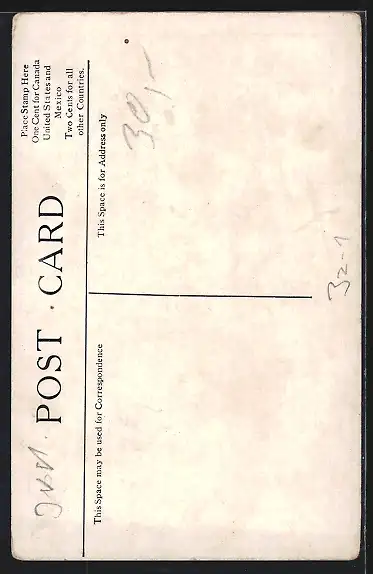 POST CARD
Place Stamp Here
One Cent for Canada
United States and
Mexico
Two Cents for all
other Countries.
This Space may be used for Correspondence
This Space is for Address only
30,-
32-1